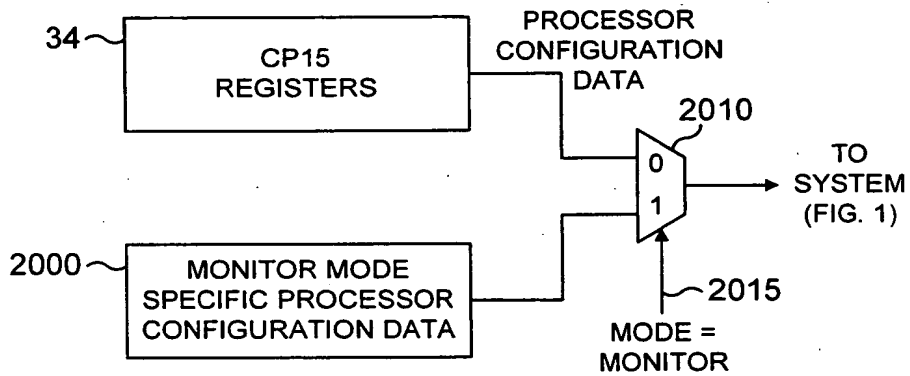 34
CP15
REGISTERS
PROCESSOR
CONFIGURATION
DATA
2010
0
1
TO
SYSTEM
(FIG. 1)
2000
MONITOR MODE
SPECIFIC PROCESSOR
CONFIGURATION DATA
2015
MODE =
MONITOR